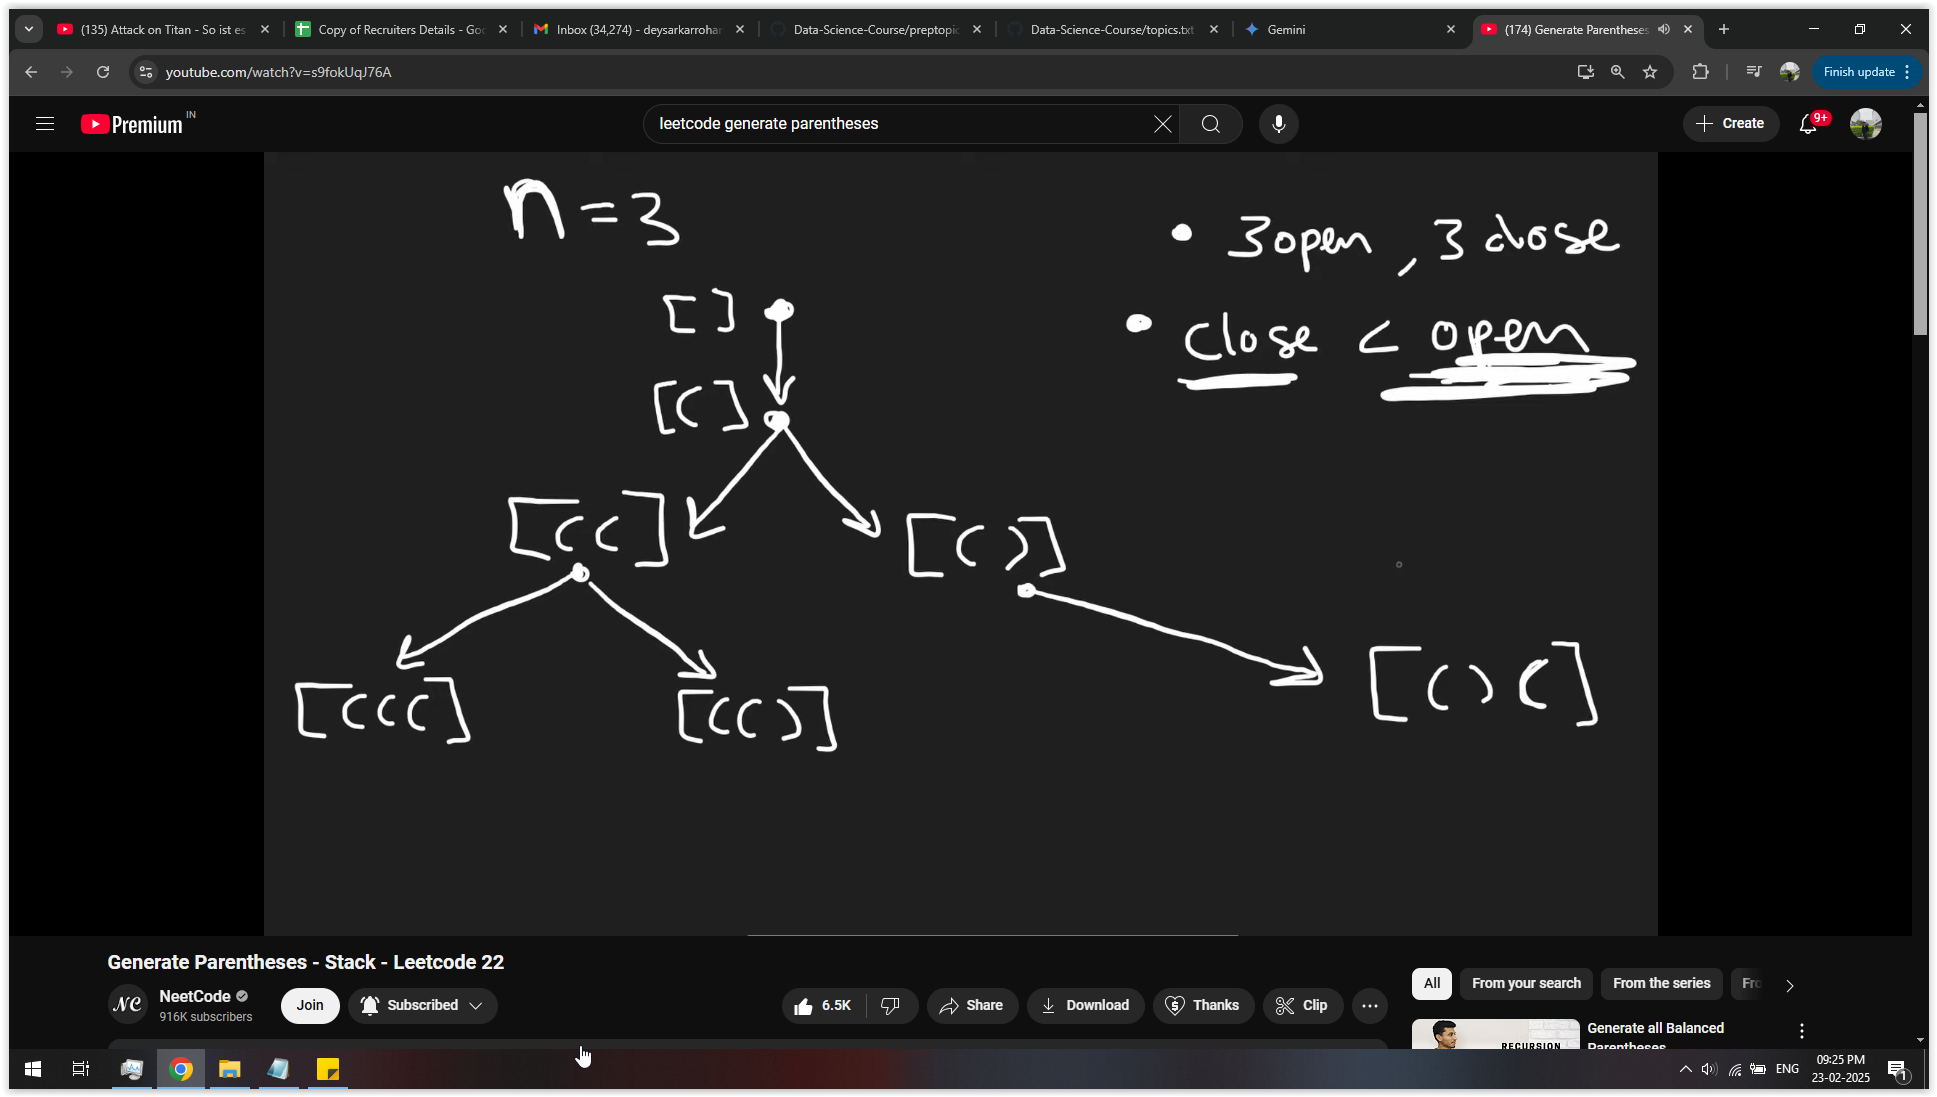 (135) Attack on Titan - So ist es
Copy of Recruiters Details - Goo
Inbox (34,274) - deysarkarrohan
Data-Science-Course/preptopic
Data-Science-Course/topics.txt
Gemini
(174) Generate Parentheses
youtube.com/watch?v=s9fokUqJ76A
Finish update
Premium IN
leetcode generate parentheses
Create
9+
n = 3
• 3 open , 3 close
• close < open
[ ]
[ ( ]
[ ( ( ]
[ ( ) ]
[ ( ( ( ]
[ ( ( ) ]
[ ( ) ( ]
Generate Parentheses - Stack - Leetcode 22
NC
NeetCode
916K subscribers
Join
Subscribed
6.5K
Share
Download
Thanks
Clip
All
From your search
From the series
Fro
RECURSION
Generate all Balanced
Parentheses
ENG
09:25 PM
23-02-2025
1